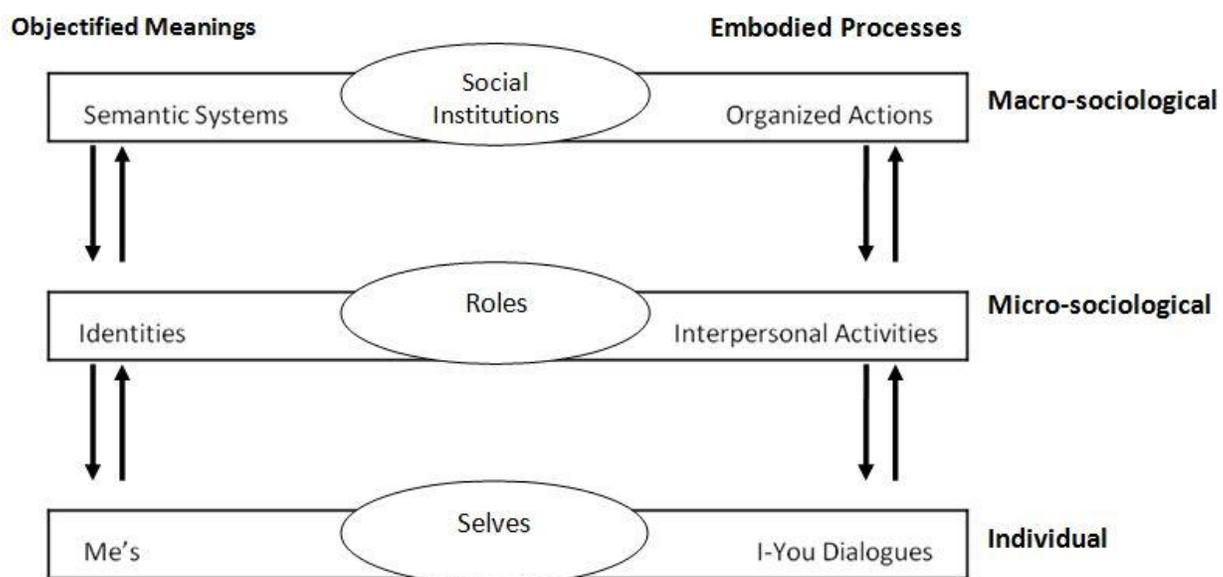 Objectified Meanings
Embodied Processes
Social
Institutions
Semantic Systems
Organized Actions
Macro-sociological
Roles
Identities
Interpersonal Activities
Micro-sociological
Selves
Me's
I-You Dialogues
Individual